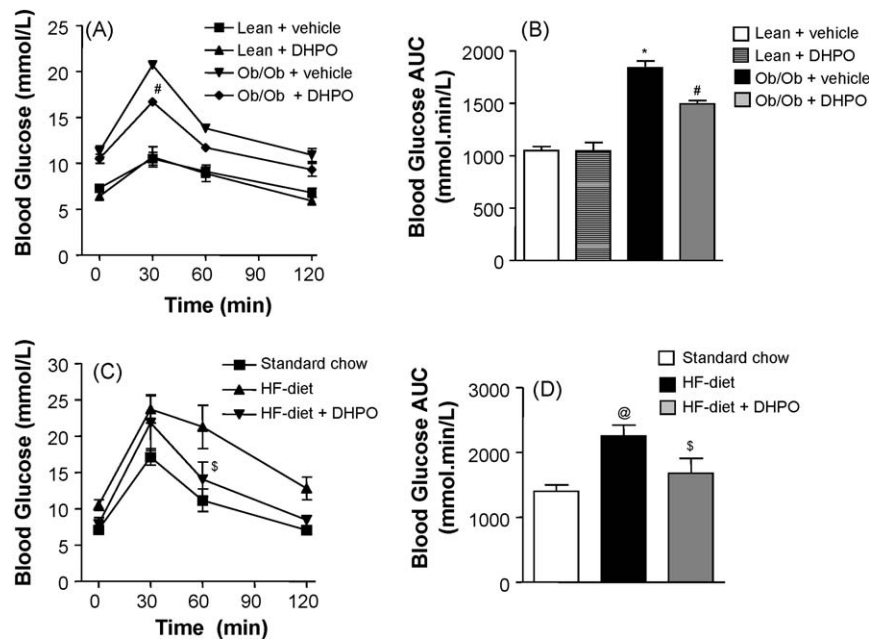 (A)
Blood Glucose (mmol/L)
25
20
15
10
5
0
#
0 30 60 90 120
Time (min)
Lean + vehicle
Lean + DHPO
Ob/Ob + vehicle
Ob/Ob + DHPO
(B)
Blood Glucose AUC
(mmol.min/L)
2000
1500
1000
500
0
*
#
Lean + vehicle
Lean + DHPO
Ob/Ob + vehicle
Ob/Ob + DHPO
(C)
Blood Glucose (mmol/L)
30
25
20
15
10
5
0
$
0 30 60 90 120
Time (min)
Standard chow
HF-diet
HF-diet + DHPO
(D)
Blood Glucose AUC
(mmol.min/L)
3000
2000
1000
0
@
$
Standard chow
HF-diet
HF-diet + DHPO